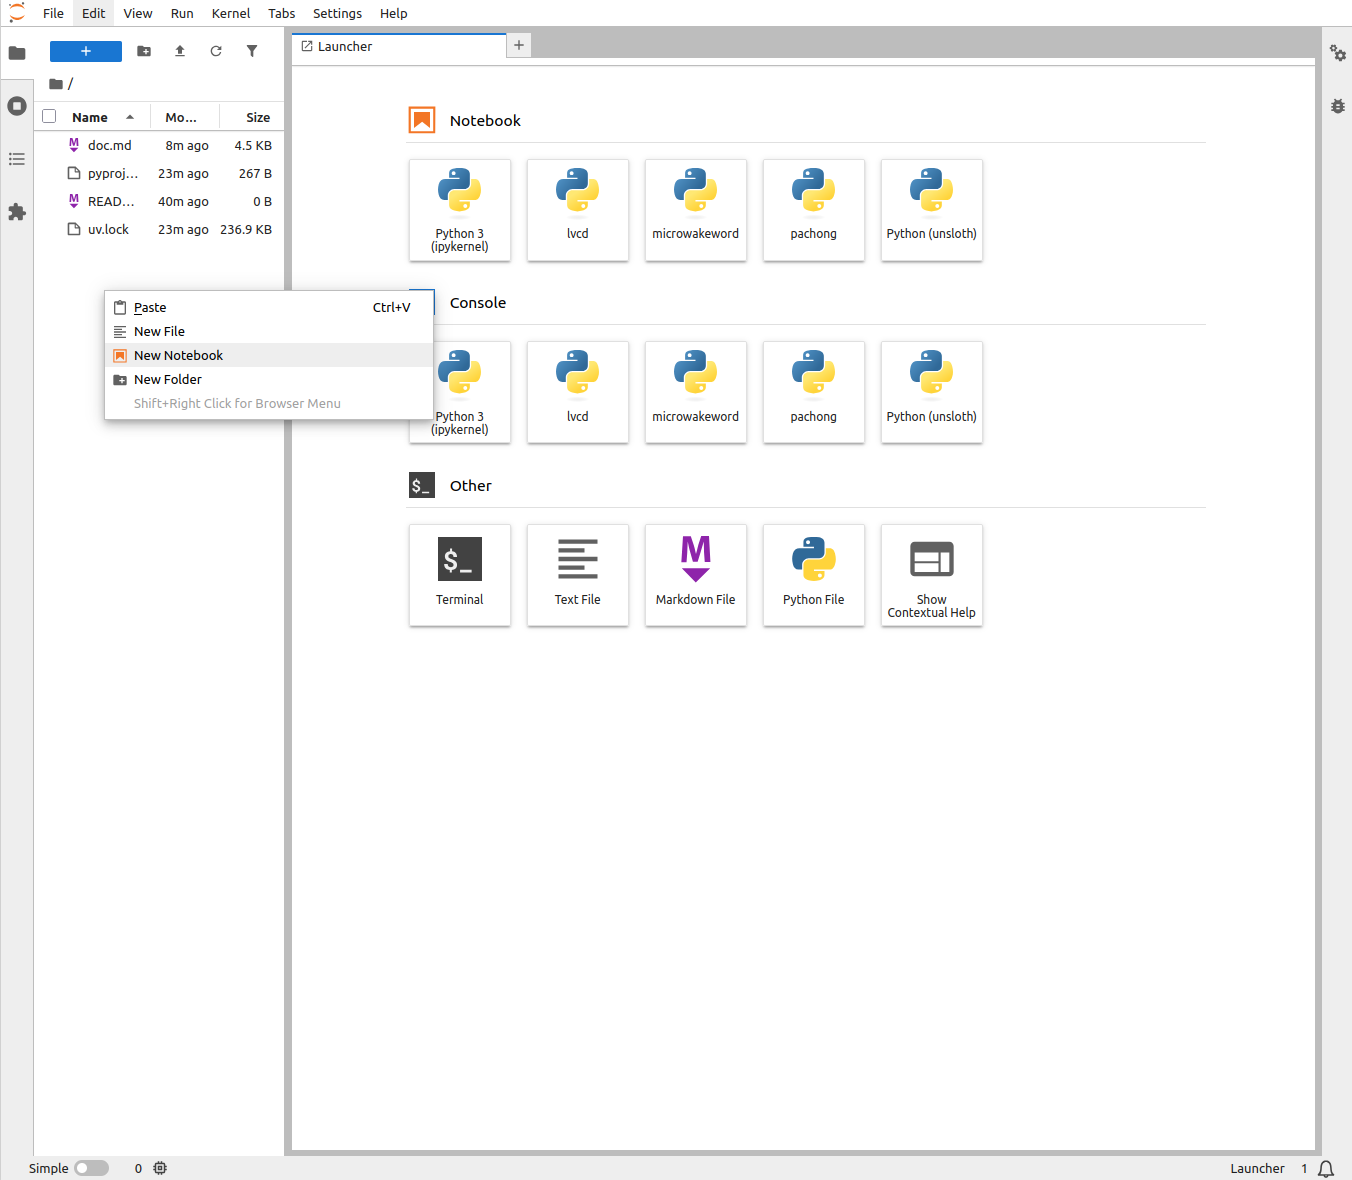 File Edit View Run Kernel Tabs Settings Help
+
Launcher
+
/
Name Mo... Size
doc.md 8m ago 4.5 KB
pyproj... 23m ago 267 B
READ... 40m ago 0 B
uv.lock 23m ago 236.9 KB
Paste Ctrl+V
New File
New Notebook
New Folder
Shift+Right Click for Browser Menu
Notebook
Python 3
(ipykernel)
lvcd
microwakeword
pachong
Python (unsloth)
Console
Python 3
(ipykernel)
lvcd
microwakeword
pachong
Python (unsloth)
$_ Other
$_
Terminal
Text File
M
Markdown File
Python File
Show
Contextual Help
Simple 0
Launcher 1